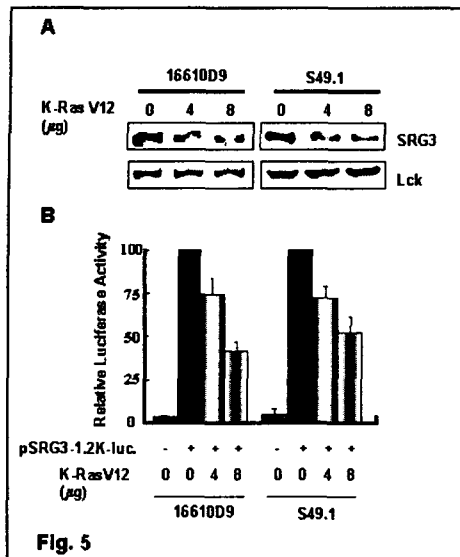 A
16610D9 S49.1
K-Ras V12 0 4 8 0 4 8
(μg)
SRG3
Lck
B
Relative Luciferase Activity
100
75
50
25
0
pSRG3-1.2K-luc. - + + + - + + +
K-RasV12 0 0 4 8 0 0 4 8
(μg)
16610D9 S49.1
Fig. 5